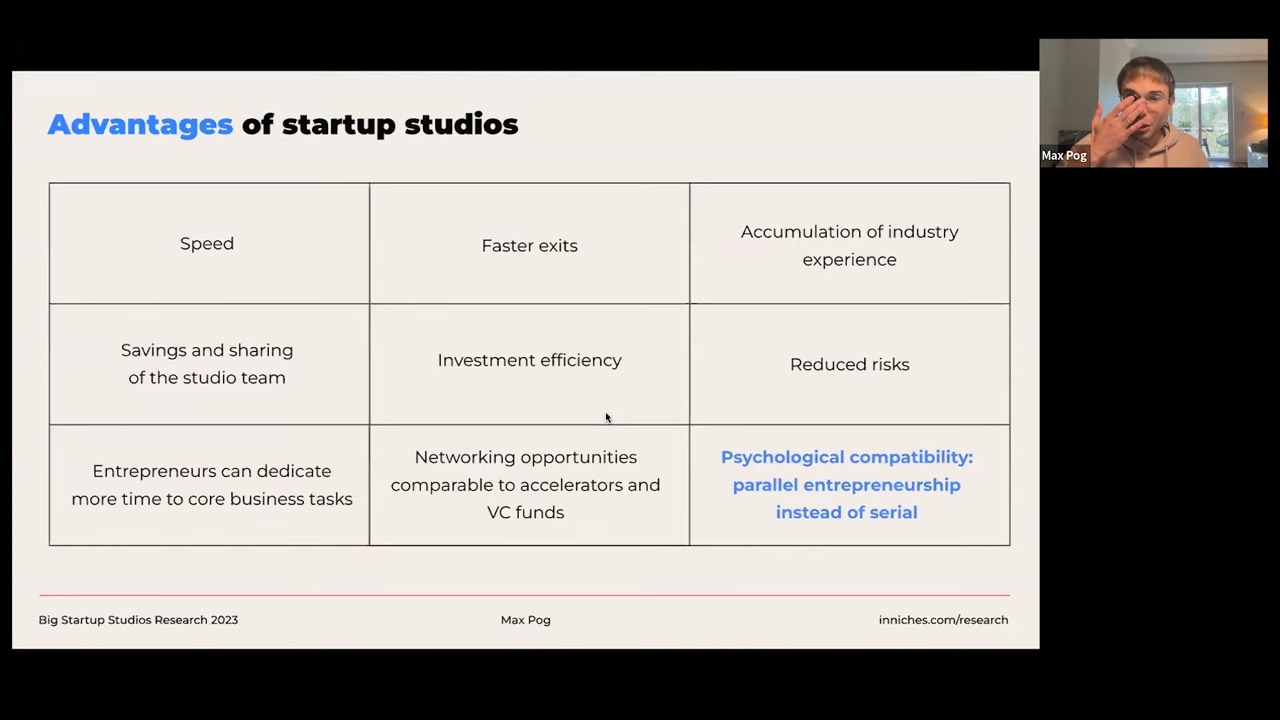 Advantages of startup studios
Speed
Faster exits
Accumulation of industry
experience
Savings and sharing
of the studio team
Investment efficiency
Reduced risks
Entrepreneurs can dedicate
more time to core business tasks
Networking opportunities
comparable to accelerators and
VC funds
Psychological compatibility:
parallel entrepreneurship
instead of serial
Big Startup Studios Research 2023
Max Pog
inniches.com/research
Max Pog